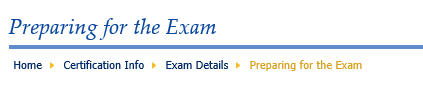 Preparing for the Exam
Home Certification Info Exam Details Preparing for the Exam